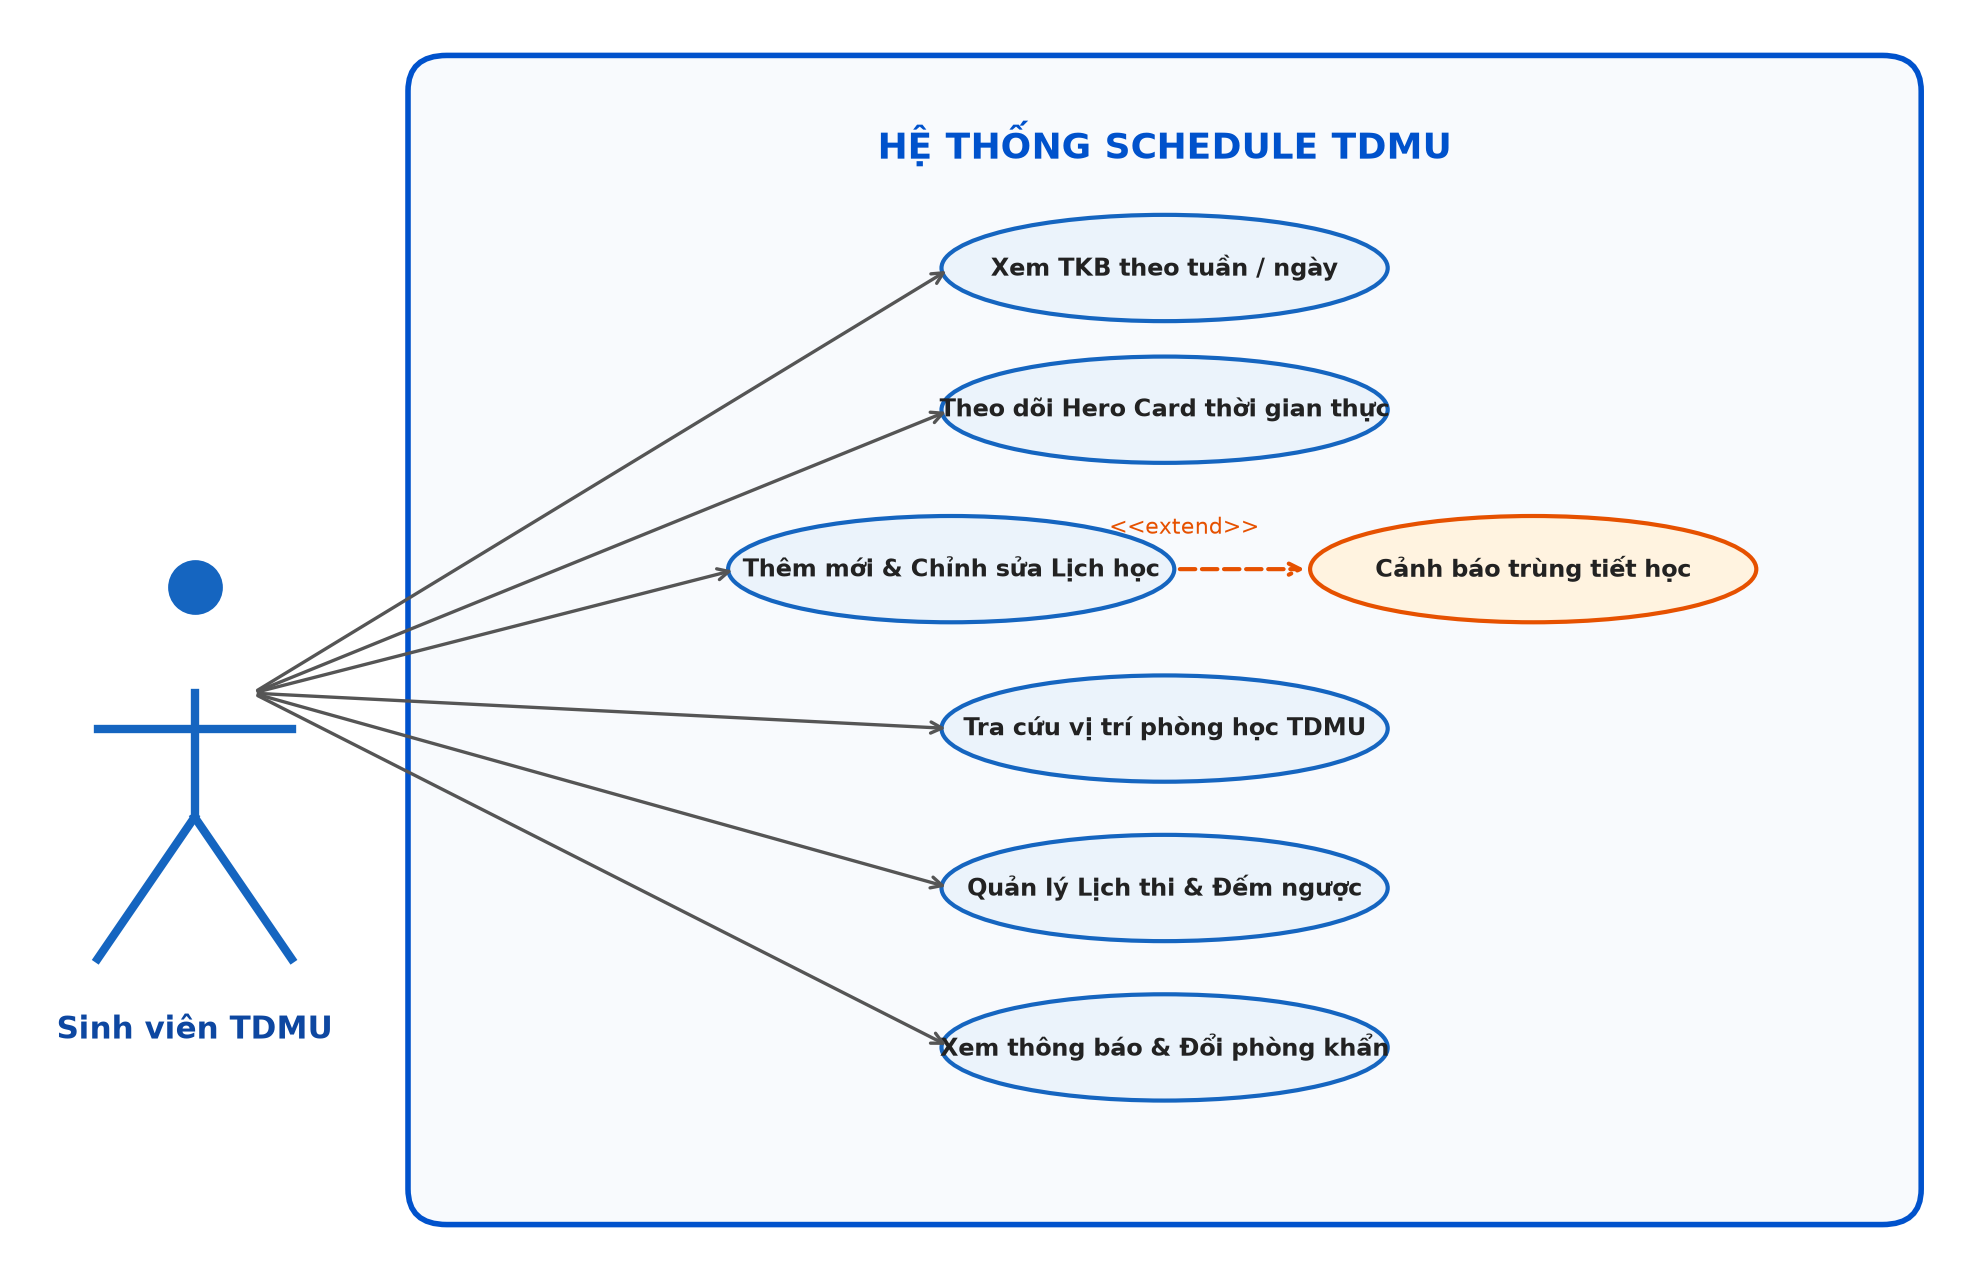 HỆ THỐNG SCHEDULE TDMU
Xem TKB theo tuần / ngày
Theo dõi Hero Card thời gian thực
<<extend>>
Thêm mới & Chỉnh sửa Lịch học
Cảnh báo trùng tiết học
Tra cứu vị trí phòng học TDMU
Quản lý Lịch thi & Đếm ngược
Sinh viên TDMU
Xem thông báo & Đổi phòng khẩn